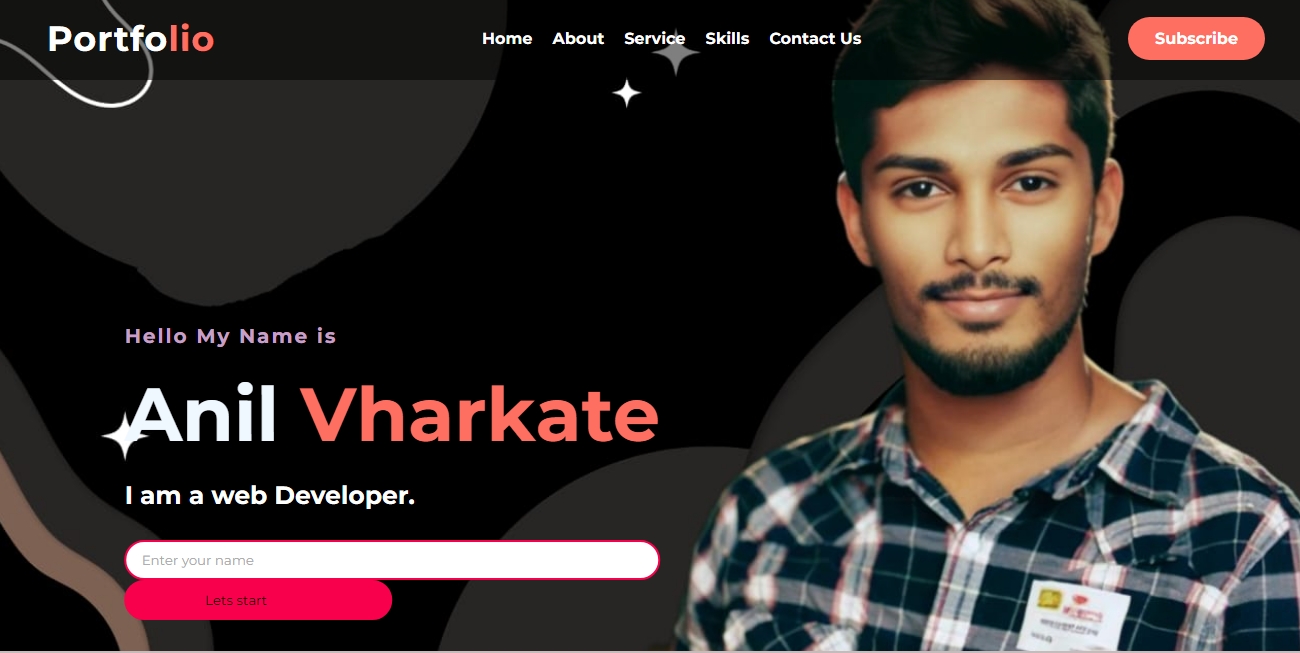 Portfolio
Home About Service Skills Contact Us
Subscribe
Hello My Name is
Anil Vharkate
I am a web Developer.
Enter your name
Lets start